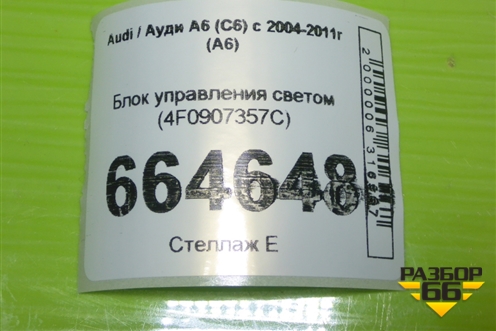 Audi / Ауди А6 (С6) с 2004-2011г
(А6)
Блок управления светом
(4F0907357C)
664648
Стеллаж Е
РАЗБОР
66